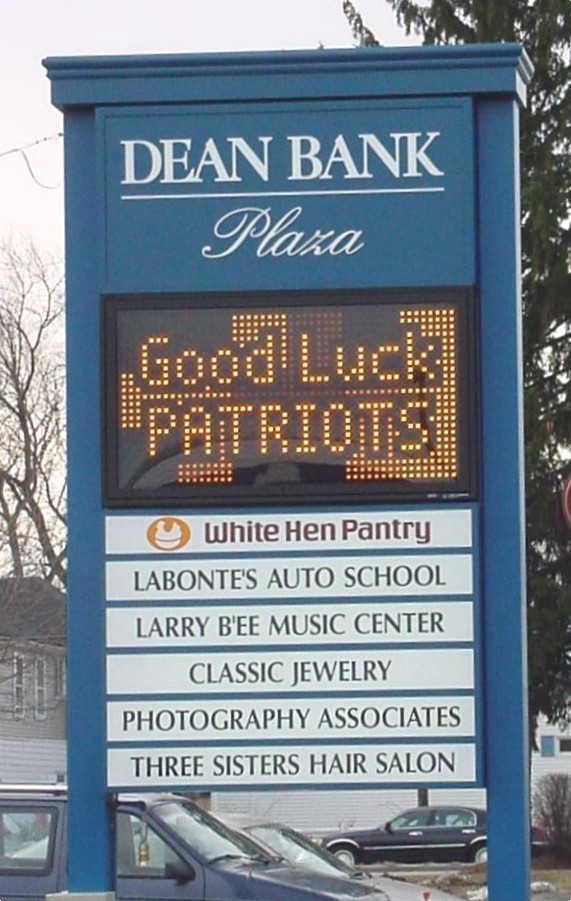 DEAN BANK
Plaza
Good Luck
PATRIOTS
White Hen Pantry
LABONTE'S AUTO SCHOOL
LARRY B'EE MUSIC CENTER
CLASSIC JEWELRY
PHOTOGRAPHY ASSOCIATES
THREE SISTERS HAIR SALON